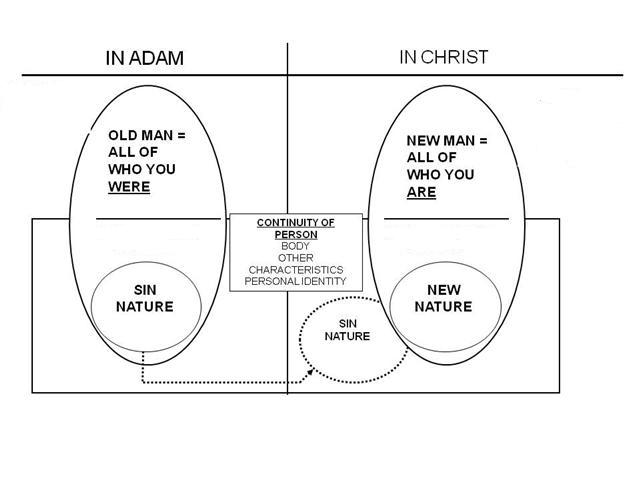 IN ADAM
IN CHRIST
OLD MAN =
ALL OF
WHO YOU
WERE
NEW MAN =
ALL OF
WHO YOU
ARE
CONTINUITY OF
PERSON
BODY
OTHER
CHARACTERISTICS
PERSONAL IDENTITY
SIN
NATURE
SIN
NATURE
NEW
NATURE